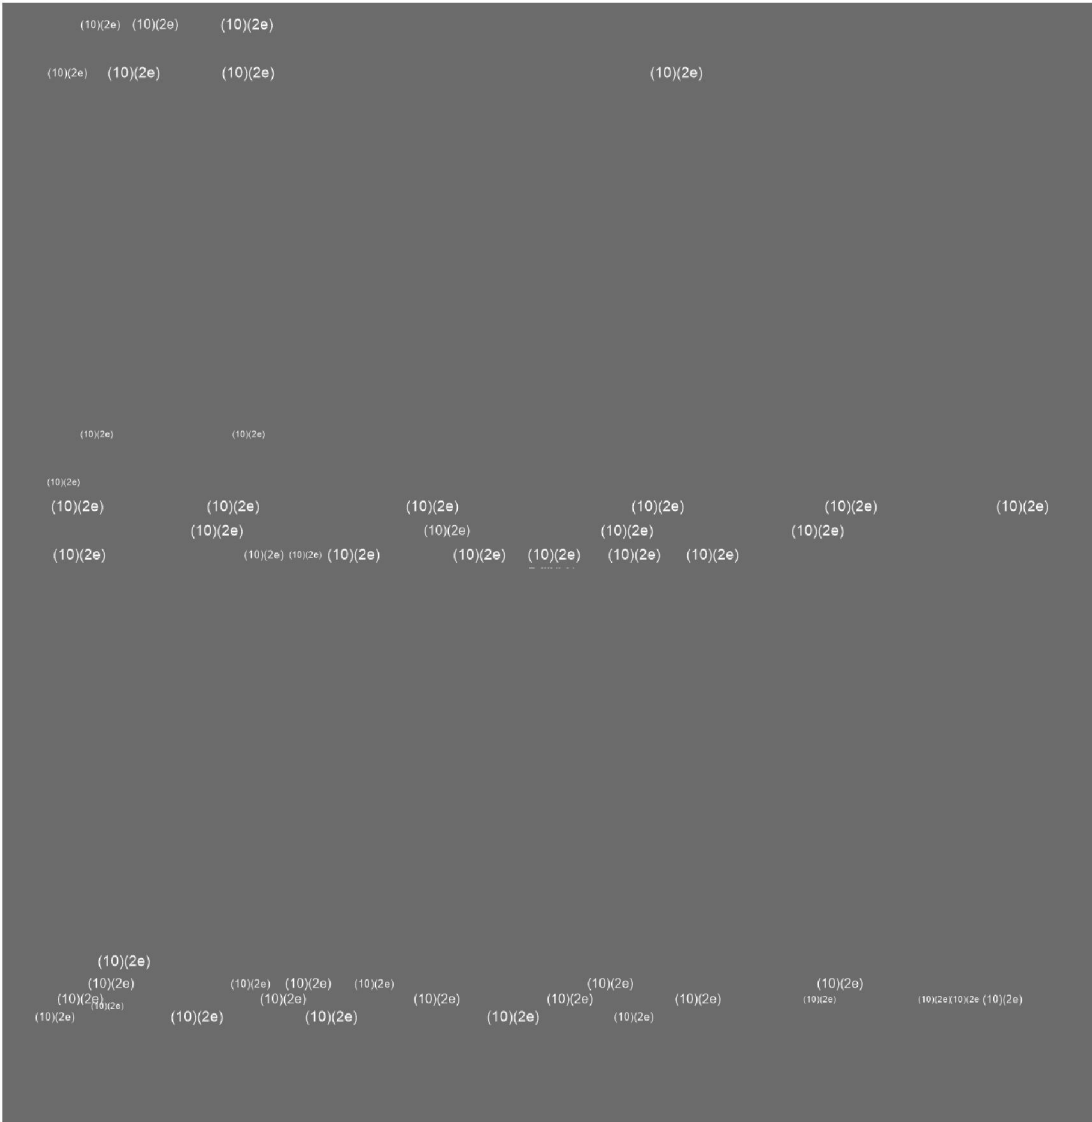 (10)(2e) (10)(2e) (10)(2e)
(10)(2e) (10)(2e) (10)(2e) (10)(2e)
(10)(2e) (10)(2e)
(10)(2e)
(10)(2e) (10)(2e) (10)(2e) (10)(2e) (10)(2e) (10)(2e)
(10)(2e) (10)(2e) (10)(2e) (10)(2e)
(10)(2e) (10)(2e) (10)(2e) (10)(2e) (10)(2e) (10)(2e) (10)(2e) (10)(2e)
(10)(2e)
(10)(2e) (10)(2e) (10)(2e) (10)(2e) (10)(2e) (10)(2e)
(10)(2e) (10)(2e) (10)(2e) (10)(2e) (10)(2e) (10)(2e) (10)(2e) (10)(2e (10)(2e)
(10)(2e)
(10)(2e) (10)(2e) (10)(2e) (10)(2e) (10)(2e)